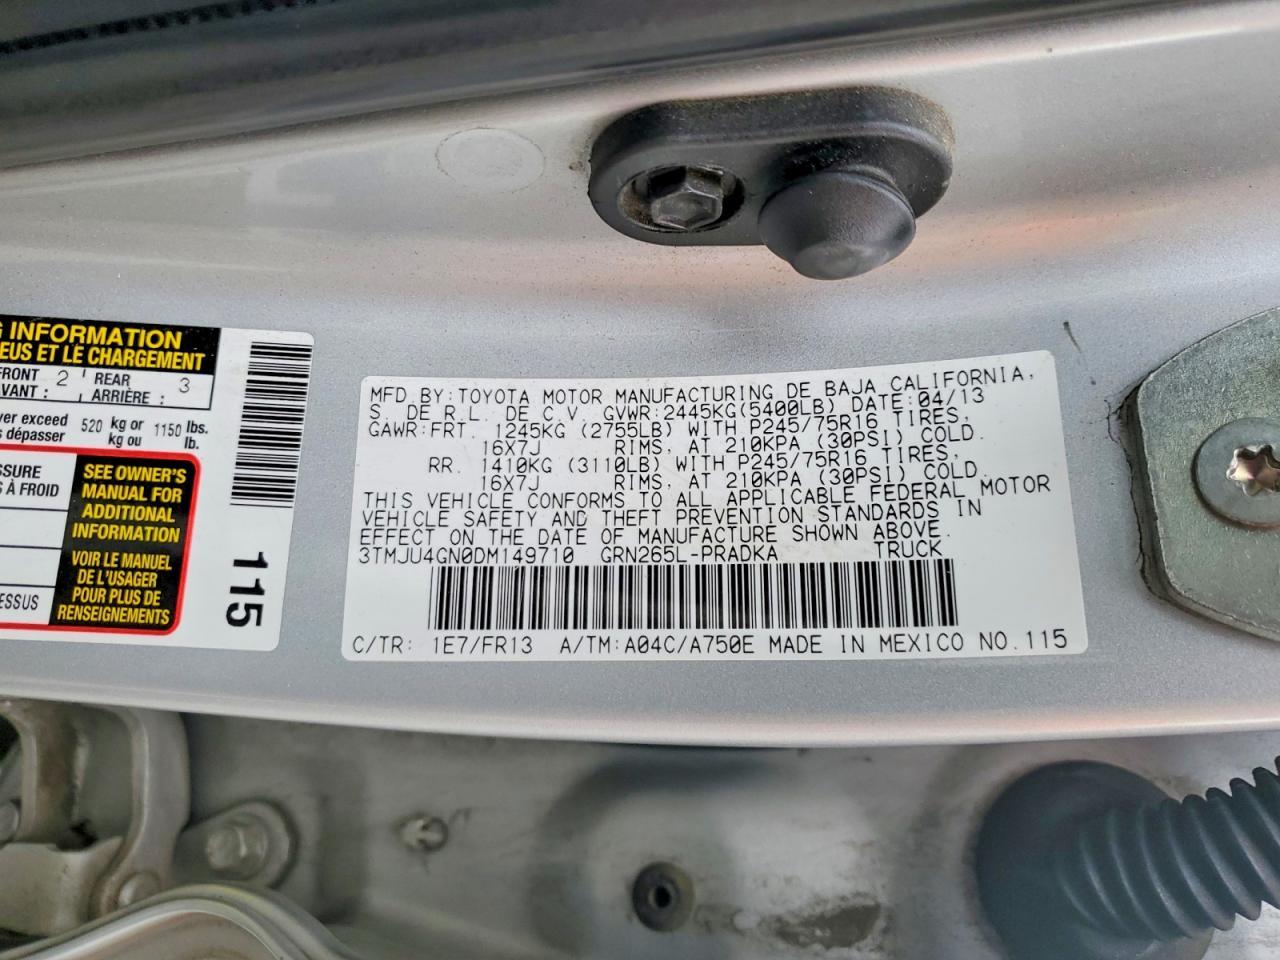 INFORMATION
EUS ET LE CHARGEMENT
FRONT 2 REAR 3
AVANT : ARRIÈRE :
ver exceed 520 kg or 1150 lbs.
dépasser kg ou lb.
À FROID
SEE OWNER'S
MANUAL FOR
ADDITIONAL
INFORMATION
VOIR LE MANUEL
DE L'USAGER
POUR PLUS DE
RENSEIGNEMENTS
115
MFD BY:TOYOTA MOTOR MANUFACTURING DE BAJA CALIFORNIA,
S. DE R.L. DE C.V. GVWR:2445KG(5400LB) DATE:04/13
GAWR:FRT. 1245KG (2755LB) WITH P245/75R16 TIRES,
16X7J RIMS, AT 210KPA (30PSI) COLD.
RR. 1410KG (3110LB) WITH P245/75R16 TIRES,
16X7J RIMS, AT 210KPA (30PSI) COLD.
THIS VEHICLE CONFORMS TO ALL APPLICABLE FEDERAL MOTOR
VEHICLE SAFETY AND THEFT PREVENTION STANDARDS IN
EFFECT ON THE DATE OF MANUFACTURE SHOWN ABOVE.
3TMJU4GN0DM149710 GRN265L-PRADKA TRUCK
C/TR: 1E7/FR13 A/TM:A04C/A750E MADE IN MEXICO NO.115